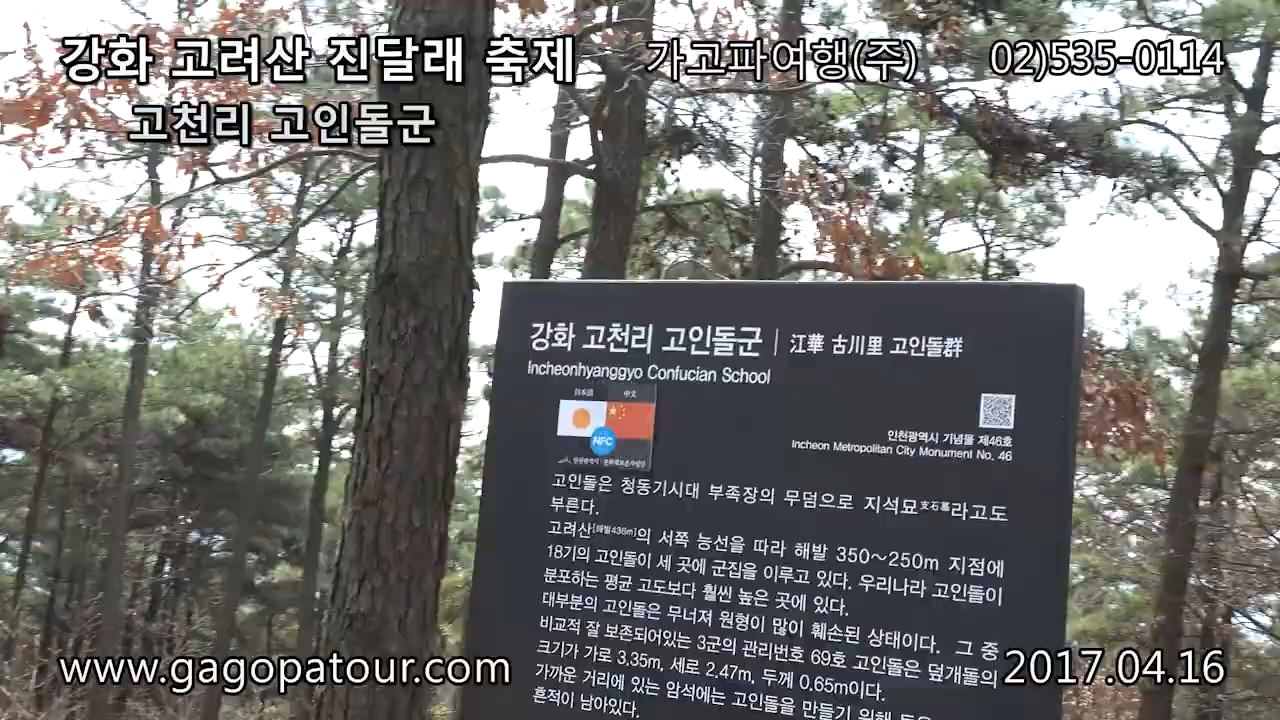 강화 고려산 진달래 축제 가고파여행(주) 02)535-0114
고천리 고인돌군
강화 고천리 고인돌군 | 江華 古川里 고인돌群
Incheonhyanggyo Confucian School
日本語 中文
NFC
인천광역시 기념물 제46호
Incheon Metropolitan City Monument No. 46
고인돌은 청동기시대 부족장의 무덤으로 지석묘支石墓라고도
부른다.
고려산[해발436m]의 서쪽 능선을 따라 해발 350~250m 지점에
18기의 고인돌이 세 곳에 군집을 이루고 있다. 우리나라 고인돌이
분포하는 평균 고도보다 훨씬 높은 곳에 있다.
대부분의 고인돌은 무너져 원형이 많이 훼손된 상태이다. 그 중
비교적 잘 보존되어있는 3군의 관리번호 69호 고인돌은 덮개돌의
크기가 가로 3.35m, 세로 2.47m, 두께 0.65m이다.
가까운 거리에 있는 암석에는 고인돌을 만들기 위해
흔적이 남아있다.
www.gagopatour.com 2017.04.16